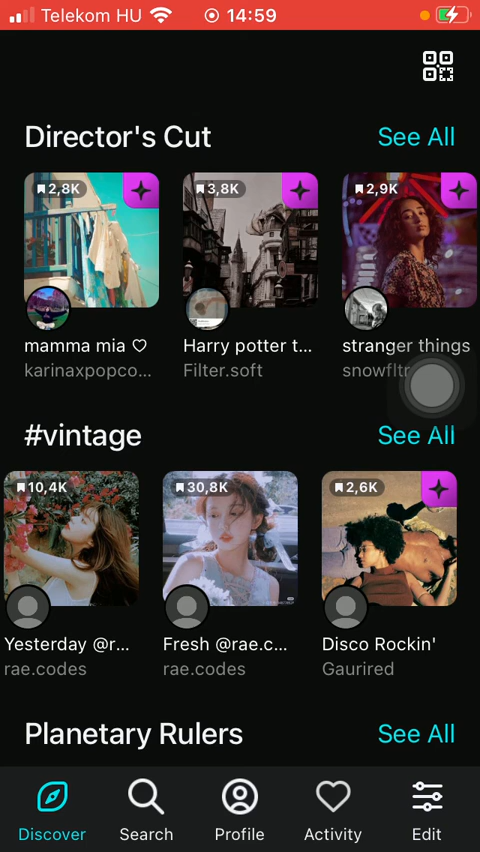 Telekom HU 14:59
Director's Cut See All
2,8K 3,8K 2,9K
mamma mia ♡ Harry potter t... stranger things
karinaxpopco... Filter.soft snowfltr
#vintage See All
10,4K 30,8K 2,6K
Yesterday @r... Fresh @rae.c... Disco Rockin'
rae.codes rae.codes Gaurired
Planetary Rulers See All
Discover Search Profile Activity Edit